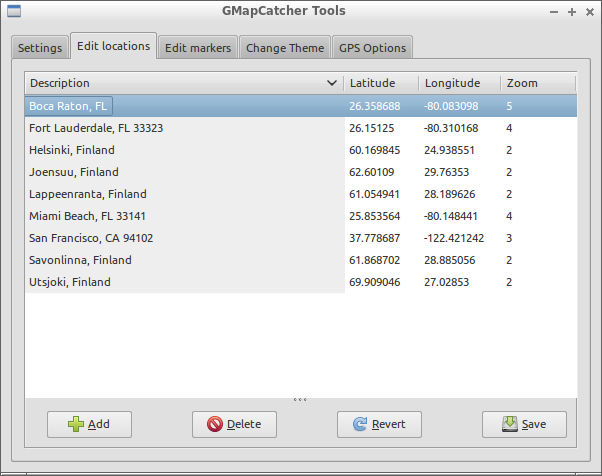 GMapCatcher Tools
Settings Edit locations Edit markers Change Theme GPS Options
Description Latitude Longitude Zoom
Boca Raton, FL 26.358688 -80.083098 5
Fort Lauderdale, FL 33323 26.15125 -80.310168 4
Helsinki, Finland 60.169845 24.938551 2
Joensuu, Finland 62.60109 29.76353 2
Lappeenranta, Finland 61.054941 28.189626 2
Miami Beach, FL 33141 25.853564 -80.148441 4
San Francisco, CA 94102 37.778687 -122.421242 3
Savonlinna, Finland 61.868702 28.885056 2
Utsjoki, Finland 69.909046 27.02853 2
Add Delete Revert Save